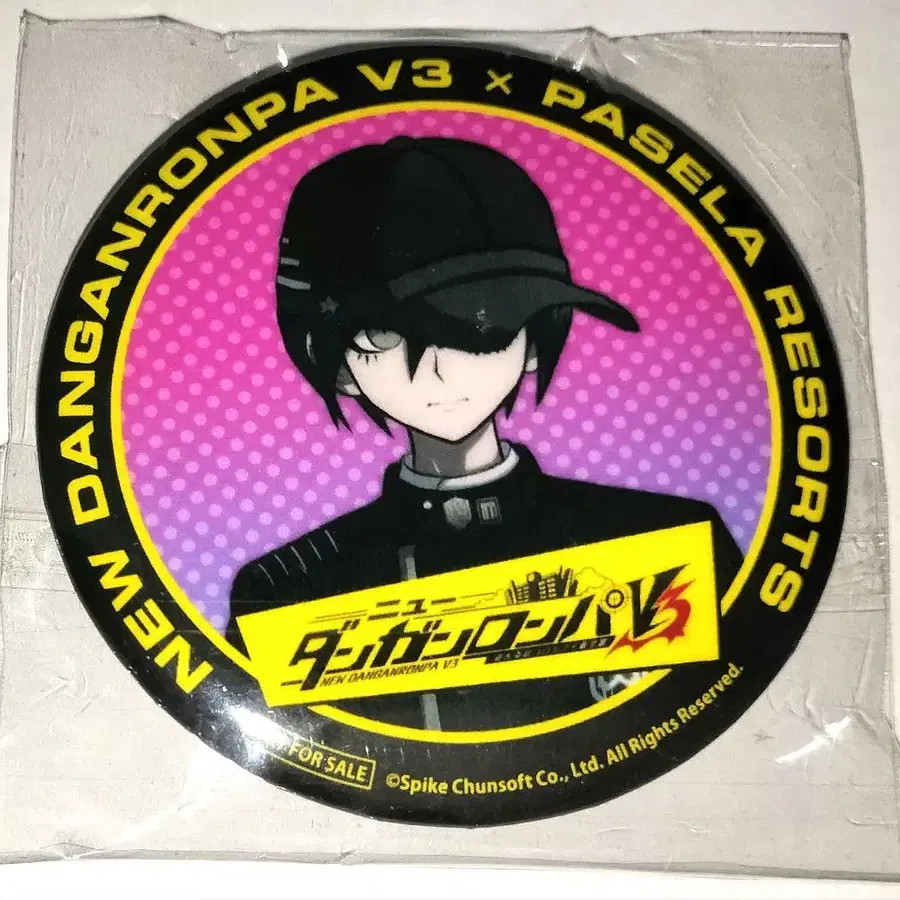 NEW DANGANRONPA V3 × PASELA RESORTS
ニュー
ダンガンロンパV3
NEW DANGANRONPA V3
FOR SALE
©Spike Chunsoft Co., Ltd. All Rights Reserved.